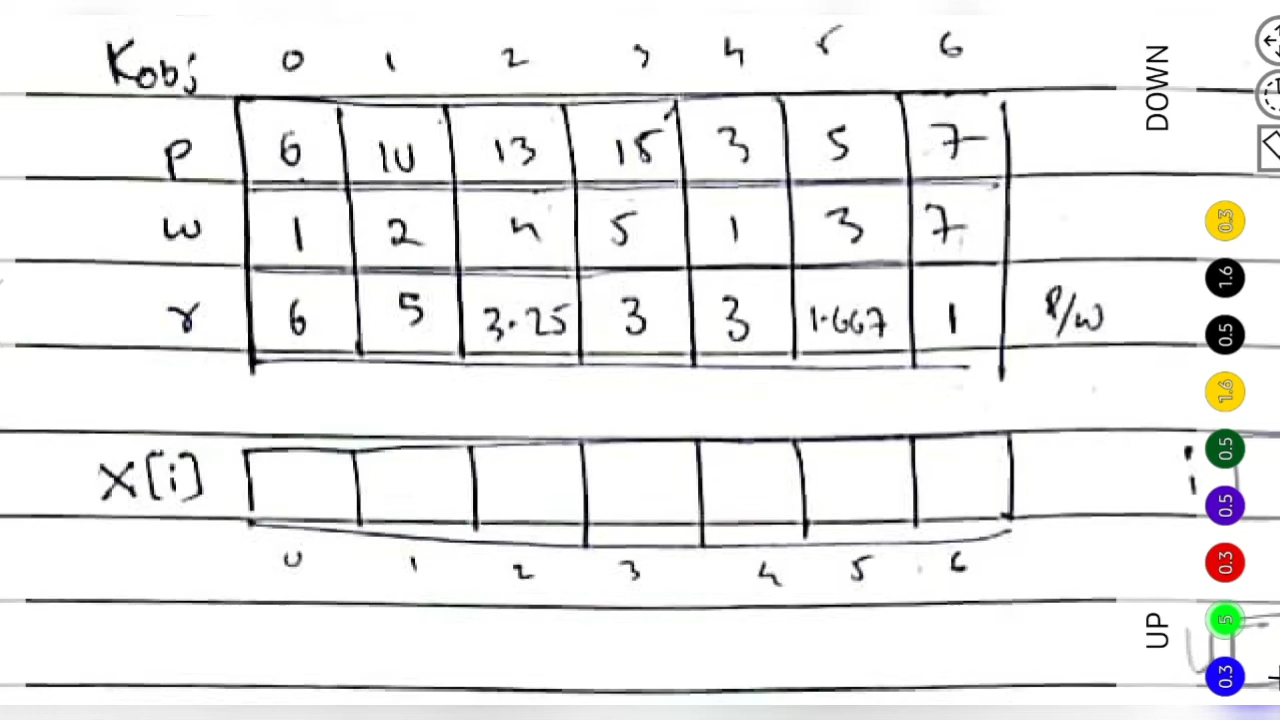 Kobj 0 1 2 3 4 5 6
P 6 10 13 15 3 5 7
w 1 2 4 5 1 3 7
r 6 5 3.25 3 3 1.667 1 P/w
X[i]
0 1 2 3 4 5 6
DOWN
0.3
1.6
0.5
1.6
0.5
0.5
0.3
5
0.3
UP